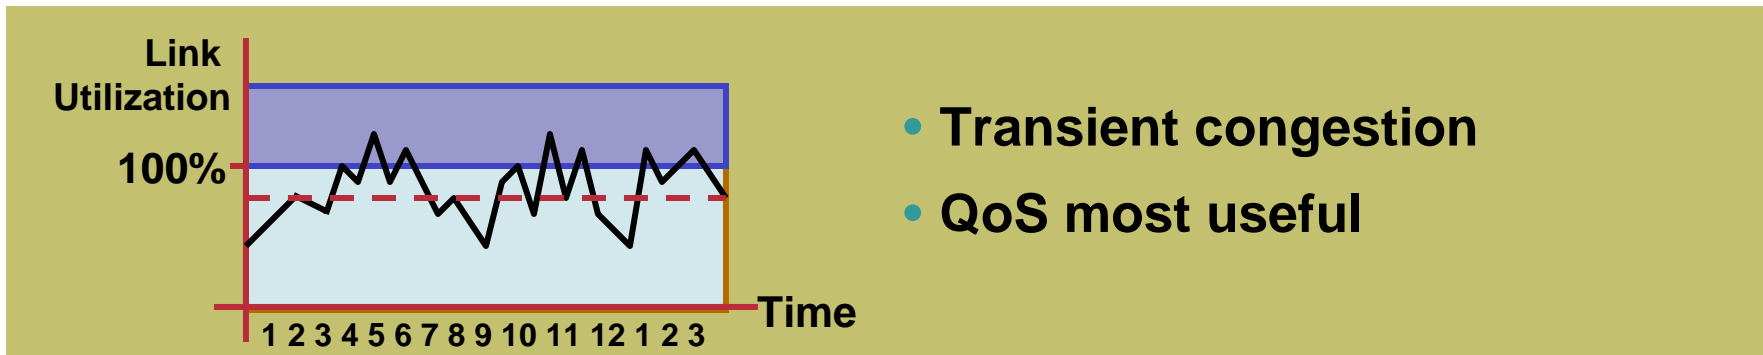 Link
Utilization
100%
1 2 3 4 5 6 7 8 9 10 11 12 1 2 3
Time
• Transient congestion
• QoS most useful